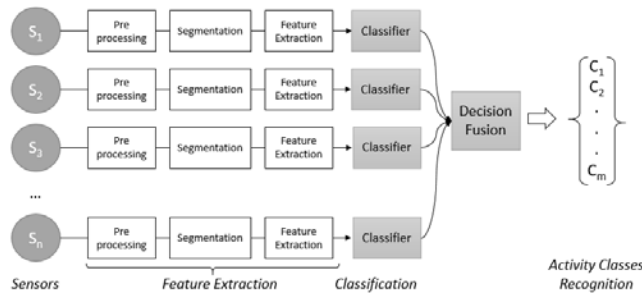 S1
Pre
processing
Segmentation
Feature
Extraction
Classifier
S2
Pre
processing
Segmentation
Feature
Extraction
Classifier
S3
Pre
processing
Segmentation
Feature
Extraction
Classifier
...
Sn
Pre
processing
Segmentation
Feature
Extraction
Classifier
Decision
Fusion
C1
C2
.
.
.
Cm
Sensors
Feature Extraction
Classification
Activity Classes
Recognition